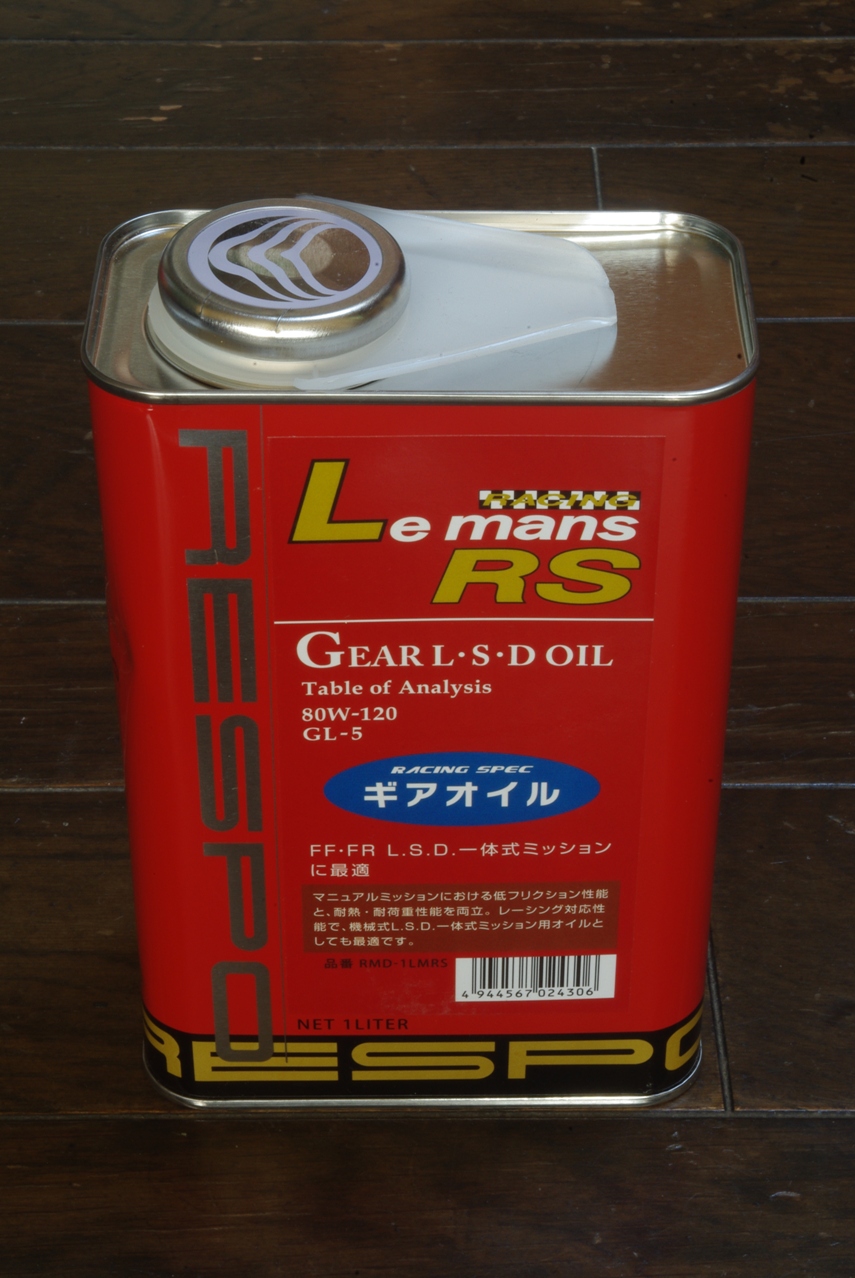 RESPO
RACING
Le mans
RS
GEAR L・S・D OIL
Table of Analysis
80W-120
GL-5
RACING SPEC
ギアオイル
FF・FR L.S.D.一体式ミッション
に最適
マニュアルミッションにおける低フリクション性能
と、耐熱・耐荷重性能を両立。レーシング対応性
能で、機械式L.S.D.一体式ミッション用オイルと
しても最適です。
品番 RMD-1LMRS
4 944567 024306
NET 1LITER
RESPO